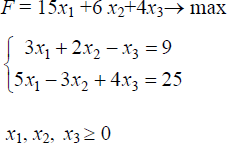 F = 15x₁ +6 x₂+4x₃→ max
3x₁ + 2x₂ − x₃ = 9
5x₁ − 3x₂ + 4x₃ = 25
x₁, x₂, x₃ ≥ 0